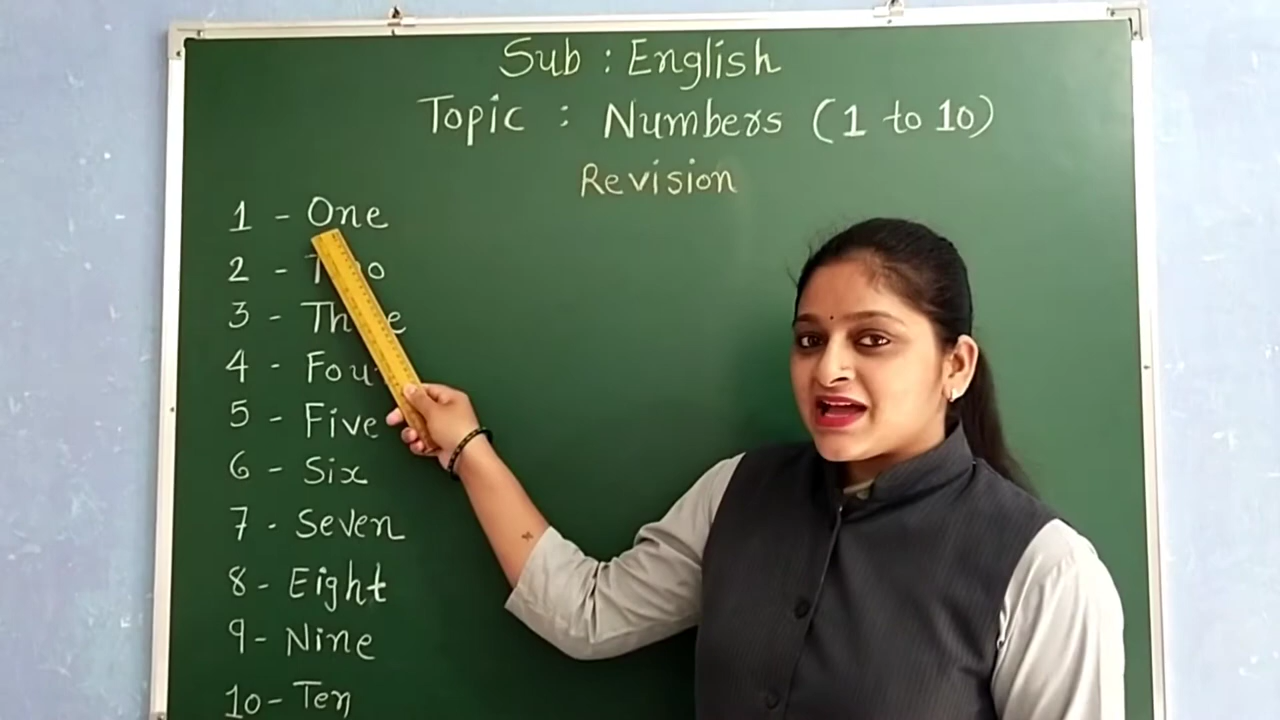 Sub : English
Topic : Numbers (1 to 10)
Revision
1 - One
2 -
3 -
4 -
5 - Five
6 - Six
7 - Seven
8 - Eight
9 - Nine
10 - Ten